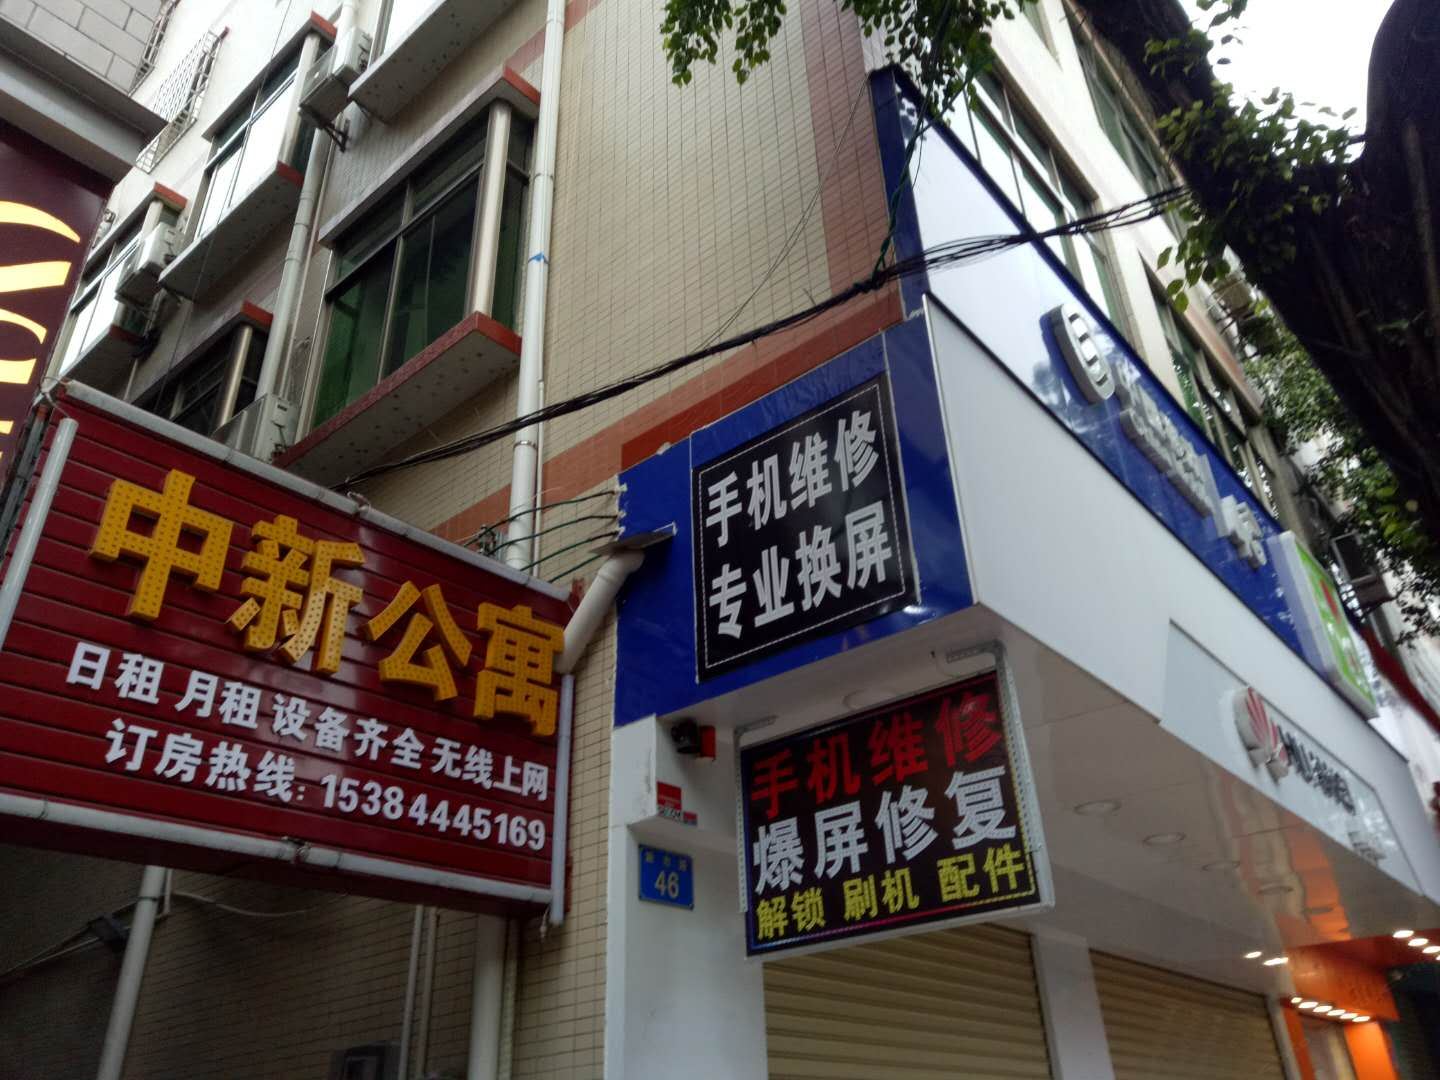 中新公寓
日租 月租 设备齐全 无线上网
订房热线: 15384445169
手机维修
专业换屏
手机维修
爆屏修复
解锁 刷机 配件
46